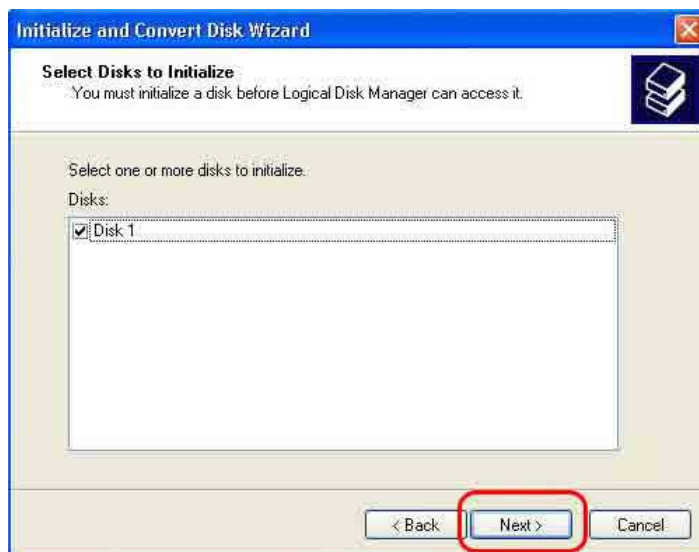 Initialize and Convert Disk Wizard
Select Disks to Initialize
You must initialize a disk before Logical Disk Manager can access it.
Select one or more disks to initialize.
Disks:
Disk 1
< Back Next > Cancel